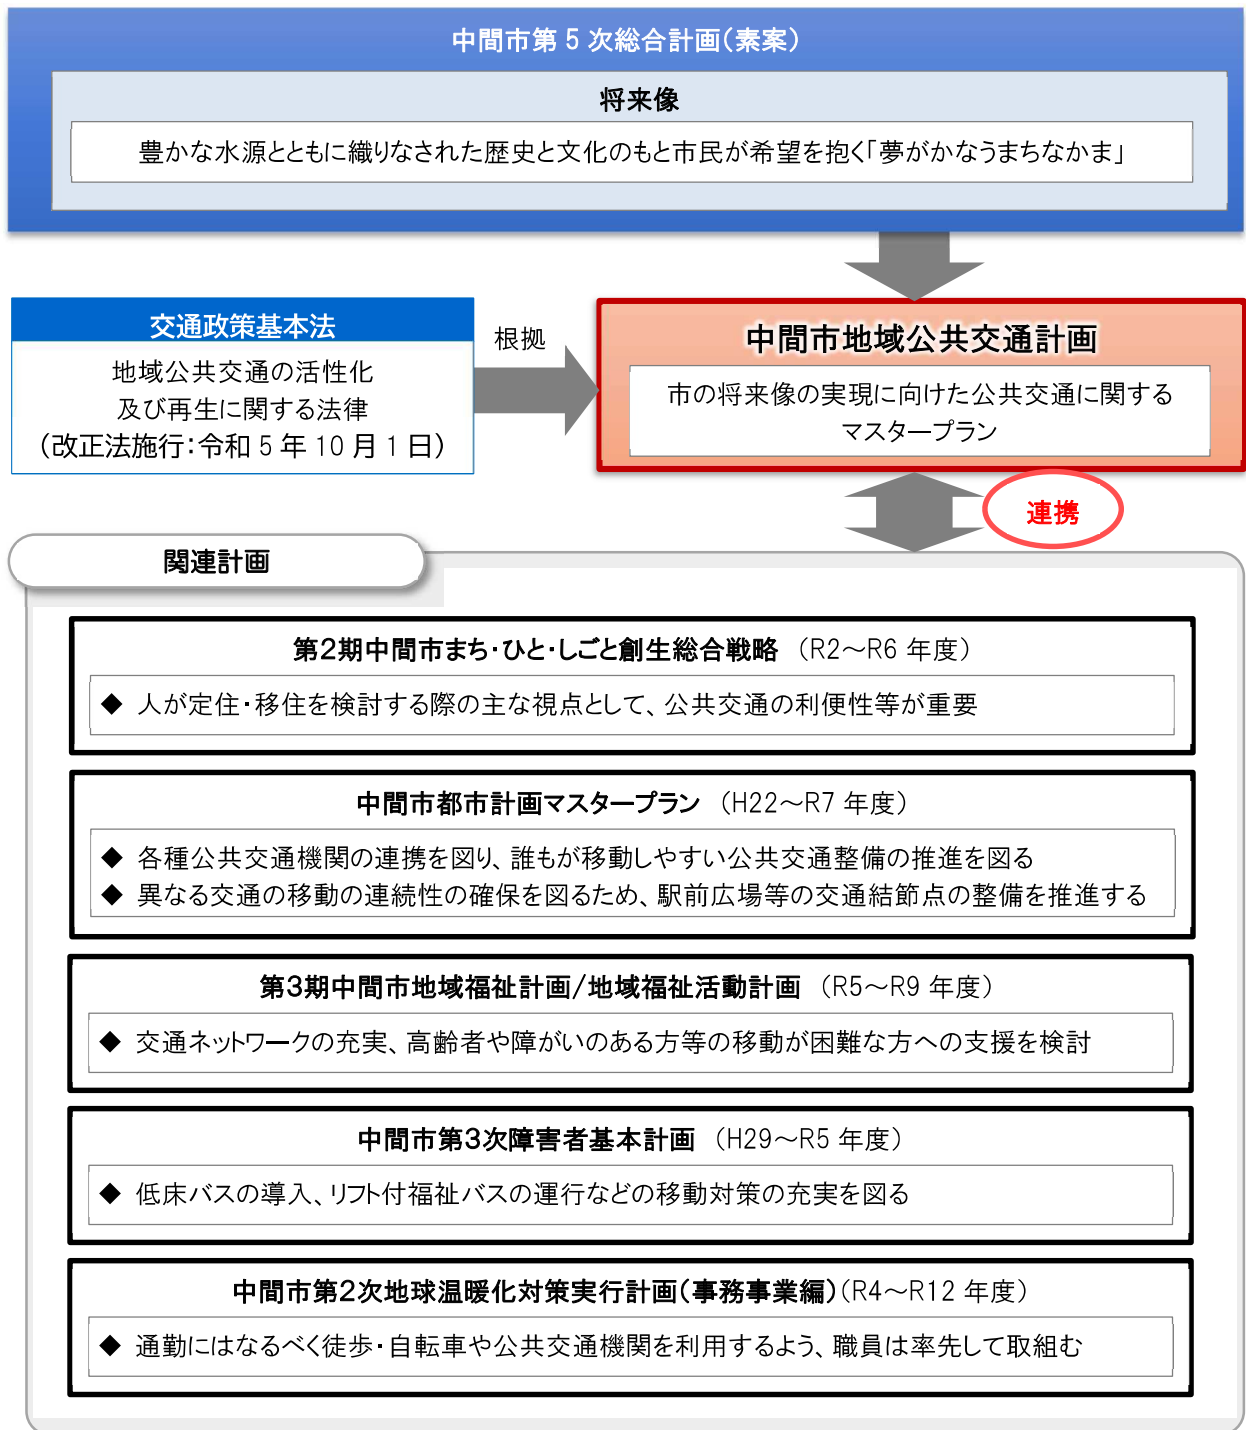 中間市第5次総合計画(素案)
将来像
豊かな水源とともに織りなされた歴史と文化のもと市民が希望を抱く「夢がかなうまちなかま」
交通政策基本法
地域公共交通の活性化
及び再生に関する法律
(改正法施行:令和5年10月1日)
根拠
中間市地域公共交通計画
市の将来像の実現に向けた公共交通に関する
マスタープラン
連携
関連計画
第2期中間市まち・ひと・しごと創生総合戦略 (R2~R6年度)
◆ 人が定住・移住を検討する際の主な視点として、公共交通の利便性等が重要
中間市都市計画マスタープラン (H22~R7年度)
◆ 各種公共交通機関の連携を図り、誰もが移動しやすい公共交通整備の推進を図る
◆ 異なる交通の移動の連続性の確保を図るため、駅前広場等の交通結節点の整備を推進する
第3期中間市地域福祉計画/地域福祉活動計画 (R5~R9年度)
◆ 交通ネットワークの充実、高齢者や障がいのある方等の移動が困難な方への支援を検討
中間市第3次障害者基本計画 (H29~R5年度)
◆ 低床バスの導入、リフト付福祉バスの運行などの移動対策の充実を図る
中間市第2次地球温暖化対策実行計画(事務事業編)(R4~R12年度)
◆ 通勤にはなるべく徒歩・自転車や公共交通機関を利用するよう、職員は率先して取組む